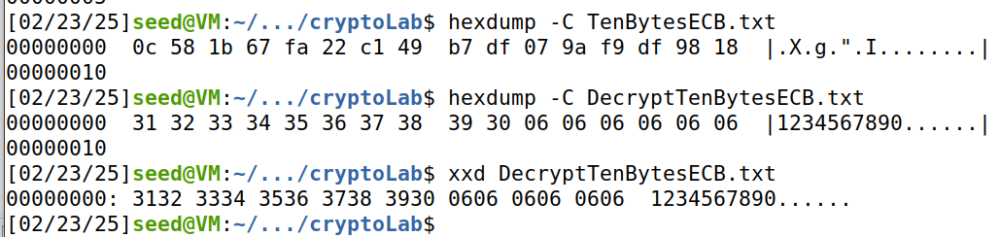 [02/23/25]seed@VM:~/.../cryptoLab$ hexdump -C TenBytesECB.txt
00000000  0c 58 1b 67 fa 22 c1 49  b7 df 07 9a f9 df 98 18  |.X.g.".I........|
00000010
[02/23/25]seed@VM:~/.../cryptoLab$ hexdump -C DecryptTenBytesECB.txt
00000000  31 32 33 34 35 36 37 38  39 30 06 06 06 06 06 06  |1234567890......|
00000010
[02/23/25]seed@VM:~/.../cryptoLab$ xxd DecryptTenBytesECB.txt
00000000: 3132 3334 3536 3738 3930 0606 0606 0606  1234567890......
[02/23/25]seed@VM:~/.../cryptoLab$